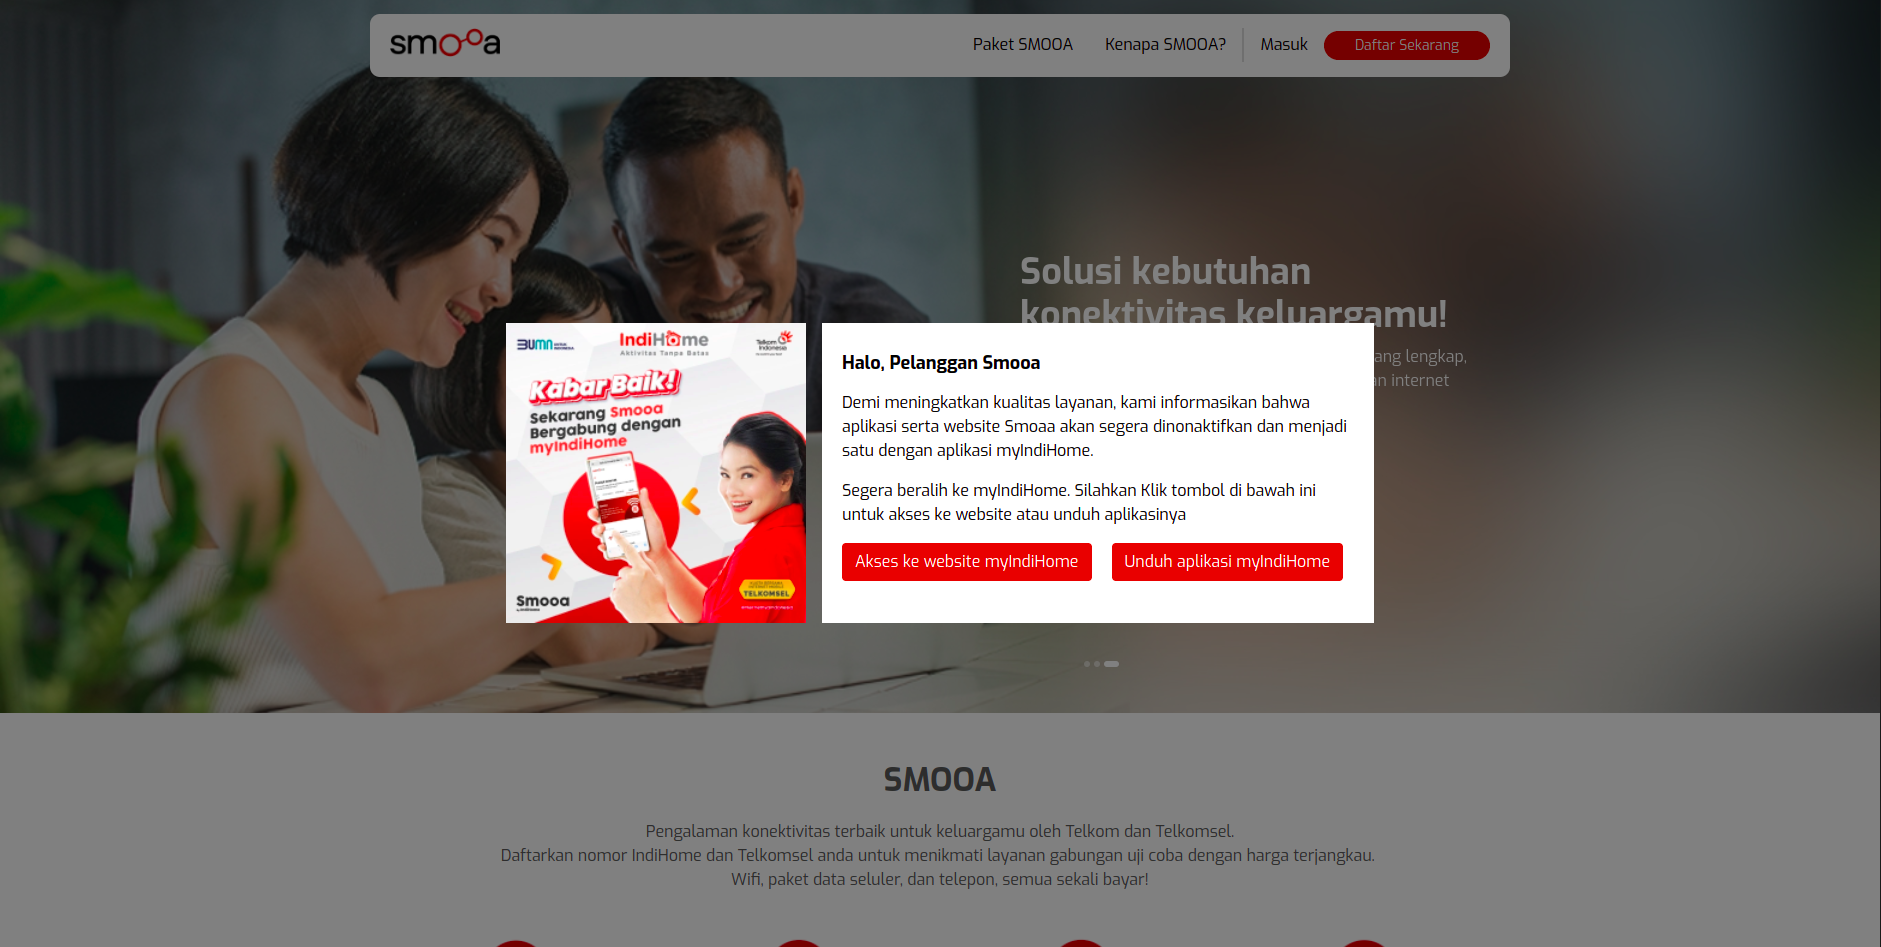 smooa
Paket SMOOA
Kenapa SMOOA?
Masuk
Daftar Sekarang
Solusi kebutuhan
konektivitas keluargamu!
ang lengkap,
an internet
BUMN
IndiHome
Aktivitas Tanpa Batas
Telkom
Indonesia
Kabar Baik!
Sekarang Smooa
Bergabung dengan
myIndiHome
TELKOMSEL
Smooa
Halo, Pelanggan Smooa
Demi meningkatkan kualitas layanan, kami informasikan bahwa
aplikasi serta website Smoaa akan segera dinonaktifkan dan menjadi
satu dengan aplikasi myIndiHome.
Segera beralih ke myIndiHome. Silahkan Klik tombol di bawah ini
untuk akses ke website atau unduh aplikasinya
Akses ke website myIndiHome
Unduh aplikasi myIndiHome
SMOOA
Pengalaman konektivitas terbaik untuk keluargamu oleh Telkom dan Telkomsel.
Daftarkan nomor IndiHome dan Telkomsel anda untuk menikmati layanan gabungan uji coba dengan harga terjangkau.
Wifi, paket data seluler, dan telepon, semua sekali bayar!